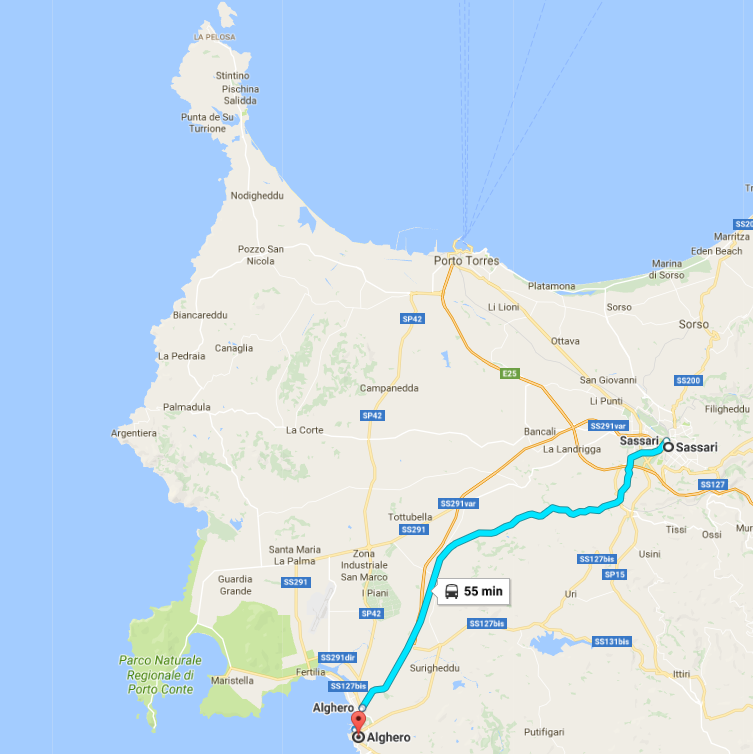 LA PELOSA
Stintino
Pischina
Salidda
Punta de Su
Turrione
Nodigheddu
Pozzo San
Nicola
Porto Torres
Platamona
Marina
di Sorso
Eden Beach
Marritza
Li Lioni
Sorso
Sorso
Biancareddu
SP42
Ottava
Canaglia
La Pedraia
E25
San Giovanni
SS200
Campanedda
Li Punti
Filigheddu
Palmadula
SP42
Argentiera
La Corte
Bancali
SS291var
La Landrigga
Sassari
Sassari
SS127
SS291var
Tottubella
SS291
Tissi
Ossi
Usini
Santa Maria
La Palma
Zona
Industriale
San Marco
SS127bis
SP15
Guardia
Grande
SS291
I Piani
55 min
Uri
SP42
SS127bis
SS131bis
Parco Naturale
Regionale di
Porto Conte
SS291dir
Fertilia
Maristella
Surigheddu
Ittiri
SS127bis
Alghero
Alghero
Putifigari